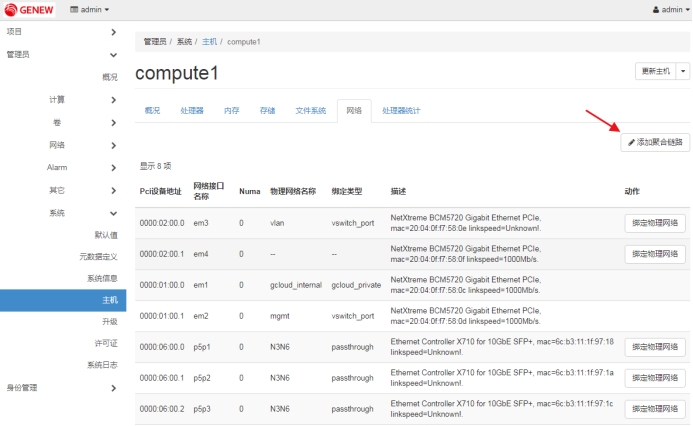 GENEW admin admin
项目
管理员
概况
计算
卷
网络
Alarm
其它
系统
默认值
元数据定义
系统信息
主机
升级
许可证
系统日志
身份管理
管理员 / 系统 / 主机 / compute1
compute1
更新主机
概况 处理器 内存 存储 文件系统 网络 处理器统计
添加聚合链路
显示 8 项
Pci设备地址 网络接口名称 Numa 物理网络名称 绑定类型 描述 动作
0000:02:00.0 em3 0 vlan vswitch_port NetXtreme BCM5720 Gigabit Ethernet PCIe, 绑定物理网络
mac=20:04:0f:f7:58:0e linkspeed=Unknown!.
0000:02:00.1 em4 0 -- -- NetXtreme BCM5720 Gigabit Ethernet PCIe, 绑定物理网络
mac=20:04:0f:f7:58:0f linkspeed=1000Mb/s.
0000:01:00.0 em1 0 gcloud_internal gcloud_private NetXtreme BCM5720 Gigabit Ethernet PCIe,
mac=20:04:0f:f7:58:0c linkspeed=1000Mb/s.
0000:01:00.1 em2 0 mgmt vswitch_port NetXtreme BCM5720 Gigabit Ethernet PCIe,
mac=20:04:0f:f7:58:0d linkspeed=1000Mb/s.
0000:06:00.0 p5p1 0 N3N6 passthrough Ethernet Controller X710 for 10GbE SFP+, mac=6c:b3:11:1f:97:18 绑定物理网络
linkspeed=Unknown!.
0000:06:00.1 p5p2 0 N3N6 passthrough Ethernet Controller X710 for 10GbE SFP+, mac=6c:b3:11:1f:97:1a 绑定物理网络
linkspeed=Unknown!.
0000:06:00.2 p5p3 0 N3N6 passthrough Ethernet Controller X710 for 10GbE SFP+, mac=6c:b3:11:1f:97:1c 绑定物理网络
linkspeed=Unknown!.